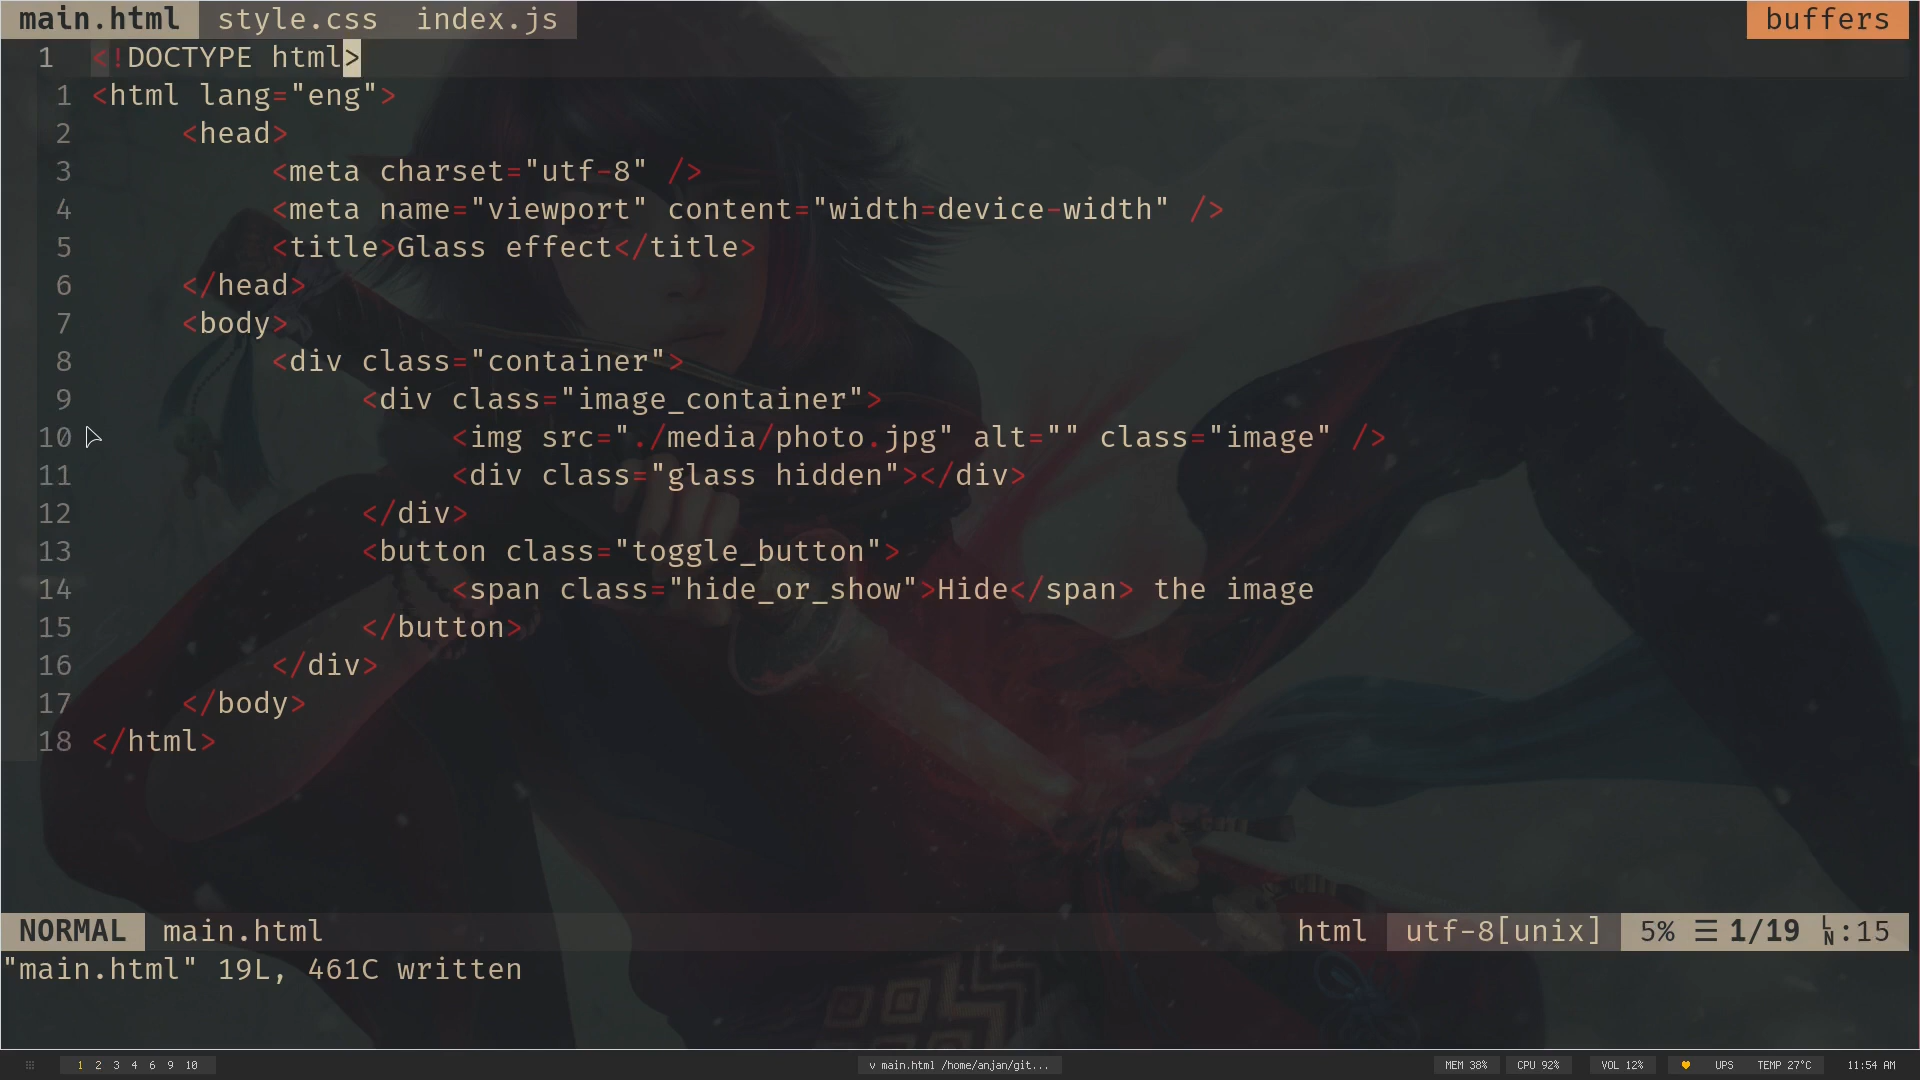 main.html style.css index.js buffers
1 <!DOCTYPE html>
1 <html lang="eng">
2 <head>
3 <meta charset="utf-8" />
4 <meta name="viewport" content="width=device-width" />
5 <title>Glass effect</title>
6 </head>
7 <body>
8 <div class="container">
9 <div class="image_container">
10 <img src="./media/photo.jpg" alt="" class="image" />
11 <div class="glass hidden"></div>
12 </div>
13 <button class="toggle_button">
14 <span class="hide_or_show">Hide</span> the image
15 </button>
16 </div>
17 </body>
18 </html>
NORMAL main.html html utf-8[unix] 5% ☰ 1/19 LN:15
"main.html" 19L, 461C written
1 2 3 4 6 9 10 v main.html /home/anjan/git... MEM 38% CPU 92% VOL 12% UPS TEMP 27°C 11:54 AM